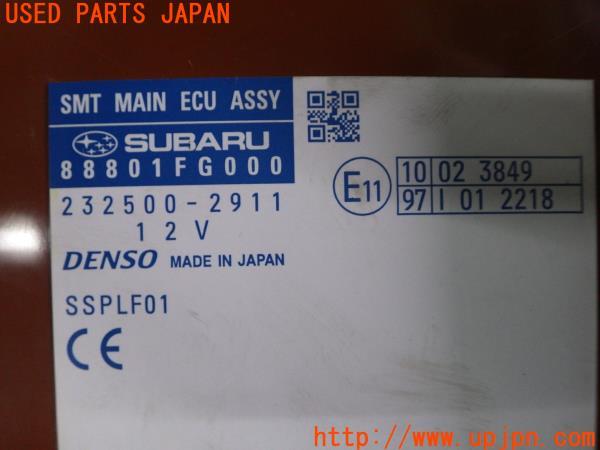 USED PARTS JAPAN
SMT MAIN ECU ASSY
SUBARU
88801FG000
232500-2911
12V
DENSO MADE IN JAPAN
SSPLF01
CE
E11
10 02 3849
97 I 01 2218
http://www.upjpn.com